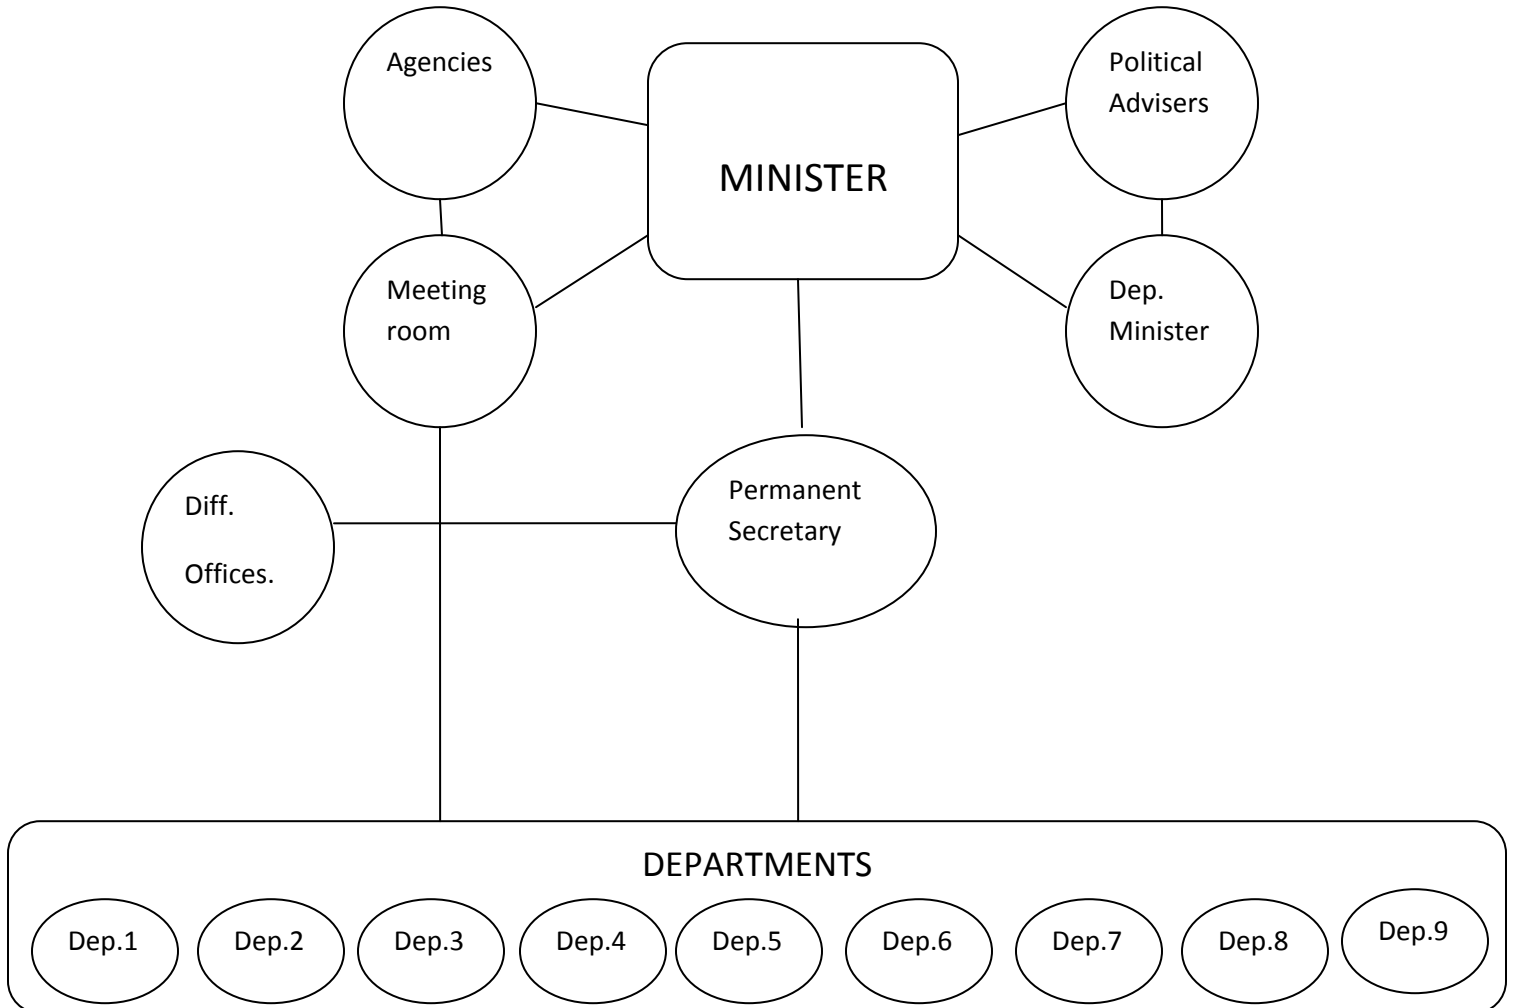 Agencies
MINISTER
Political
Advisers
Meeting
room
Dep.
Minister
Diff.
Offices.
Permanent
Secretary
DEPARTMENTS
Dep.1
Dep.2
Dep.3
Dep.4
Dep.5
Dep.6
Dep.7
Dep.8
Dep.9